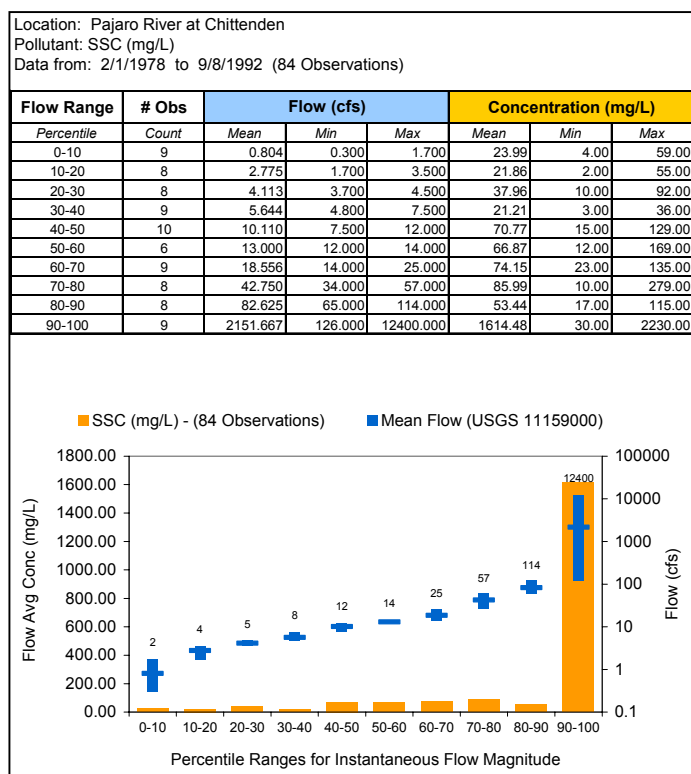 Location: Pajaro River at Chittenden
Pollutant: SSC (mg/L)
Data from: 2/1/1978 to 9/8/1992 (84 Observations)
Flow Range # Obs Flow (cfs) Concentration (mg/L)
Percentile Count Mean Min Max Mean Min Max
0-10 9 0.804 0.300 1.700 23.99 4.00 59.00
10-20 8 2.775 1.700 3.500 21.86 2.00 55.00
20-30 8 4.113 3.700 4.500 37.96 10.00 92.00
30-40 9 5.644 4.800 7.500 21.21 3.00 36.00
40-50 10 10.110 7.500 12.000 70.77 15.00 129.00
50-60 6 13.000 12.000 14.000 66.87 12.00 169.00
60-70 9 18.556 14.000 25.000 74.15 23.00 135.00
70-80 8 42.750 34.000 57.000 85.99 10.00 279.00
80-90 8 82.625 65.000 114.000 53.44 17.00 115.00
90-100 9 2151.667 126.000 12400.000 1614.48 30.00 2230.00
SSC (mg/L) - (84 Observations) Mean Flow (USGS 11159000)
1800.00 100000
1600.00 12400
10000
1400.00
1200.00 1000
1000.00
800.00 100
600.00 10
400.00
200.00 1
0.00 0.1
2 4 5 8 12 14 25 57 114
Flow Avg Conc (mg/L)
Flow (cfs)
0-10 10-20 20-30 30-40 40-50 50-60 60-70 70-80 80-90 90-100
Percentile Ranges for Instantaneous Flow Magnitude